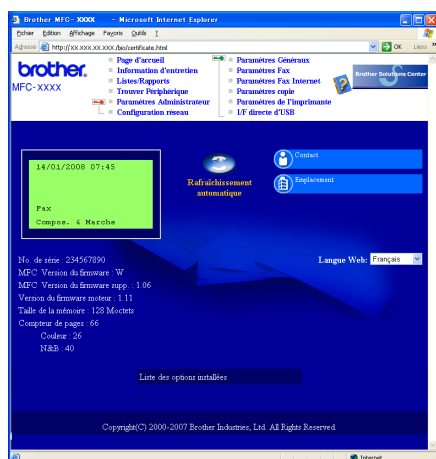 Brother MFC- XXXX - Microsoft Internet Explorer
Fichier Edition Affichage Favoris Outils ?
Adresse http://xx.xxx.xx.xxx/bio/certificate.html OK Liens »
brother.
MFC-XXXX
Page d'accueil
Information d'entretien
Listes/Rapports
Trouver Périphérique
Paramètres Administrateur
Configuration réseau
Paramètres Généraux
Paramètres Fax
Paramètres Fax Internet
Paramètres copie
Paramètres de l'imprimante
I/F directe d'USB
Brother Solutions Center
14/01/2008 07:45
Fax
Compos. & Marche
Rafraîchissement
automatique
Contact
Emplacement
No. de série : 234567890
MFC Version du firmware : W
MFC Version du firmware supp. : 1.06
Version du firmware moteur : 1.11
Taille de la mémoire : 128 Moctets
Compteur de pages : 66
Couleur : 26
N&B : 40
Langue Web: Français
Liste des options installées
Copyright(C) 2000-2007 Brother Industries, Ltd. All Rights Reserved.
Internet